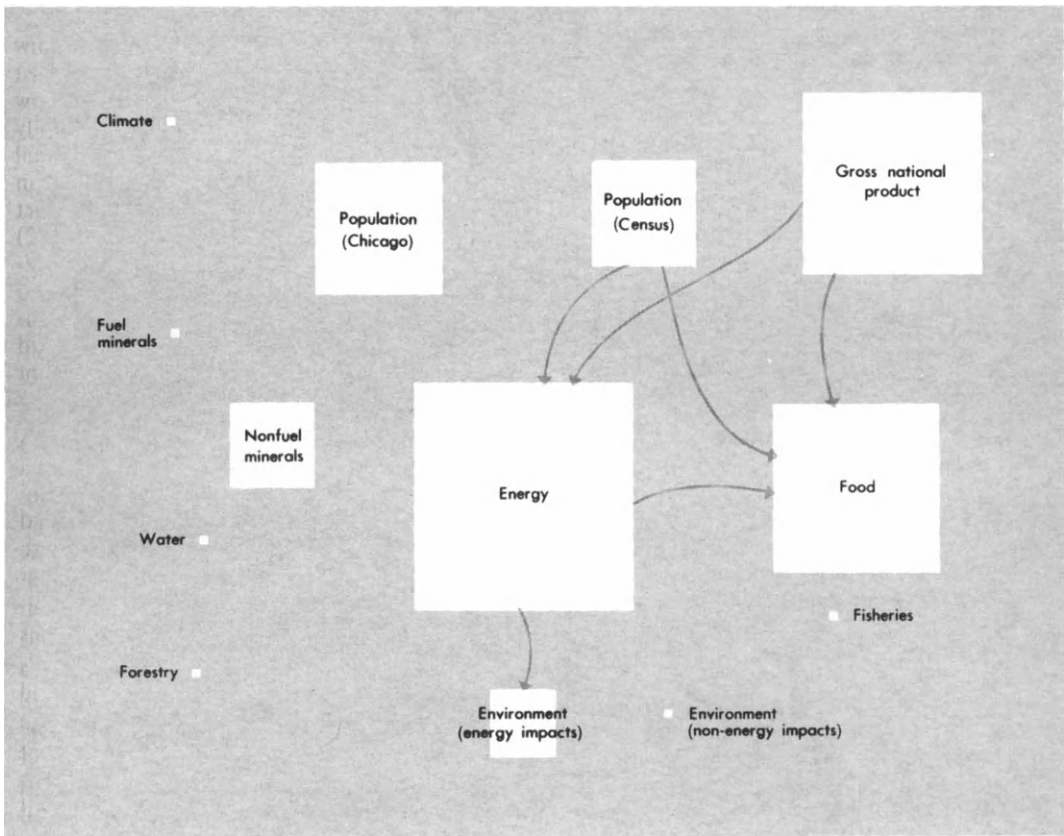 Climate
Gross national
product
Population
(Chicago)
Population
(Census)
Fuel
minerals
Nonfuel
minerals
Energy
Food
Water
Fisheries
Forestry
Environment
(energy impacts)
Environment
(non-energy impacts)